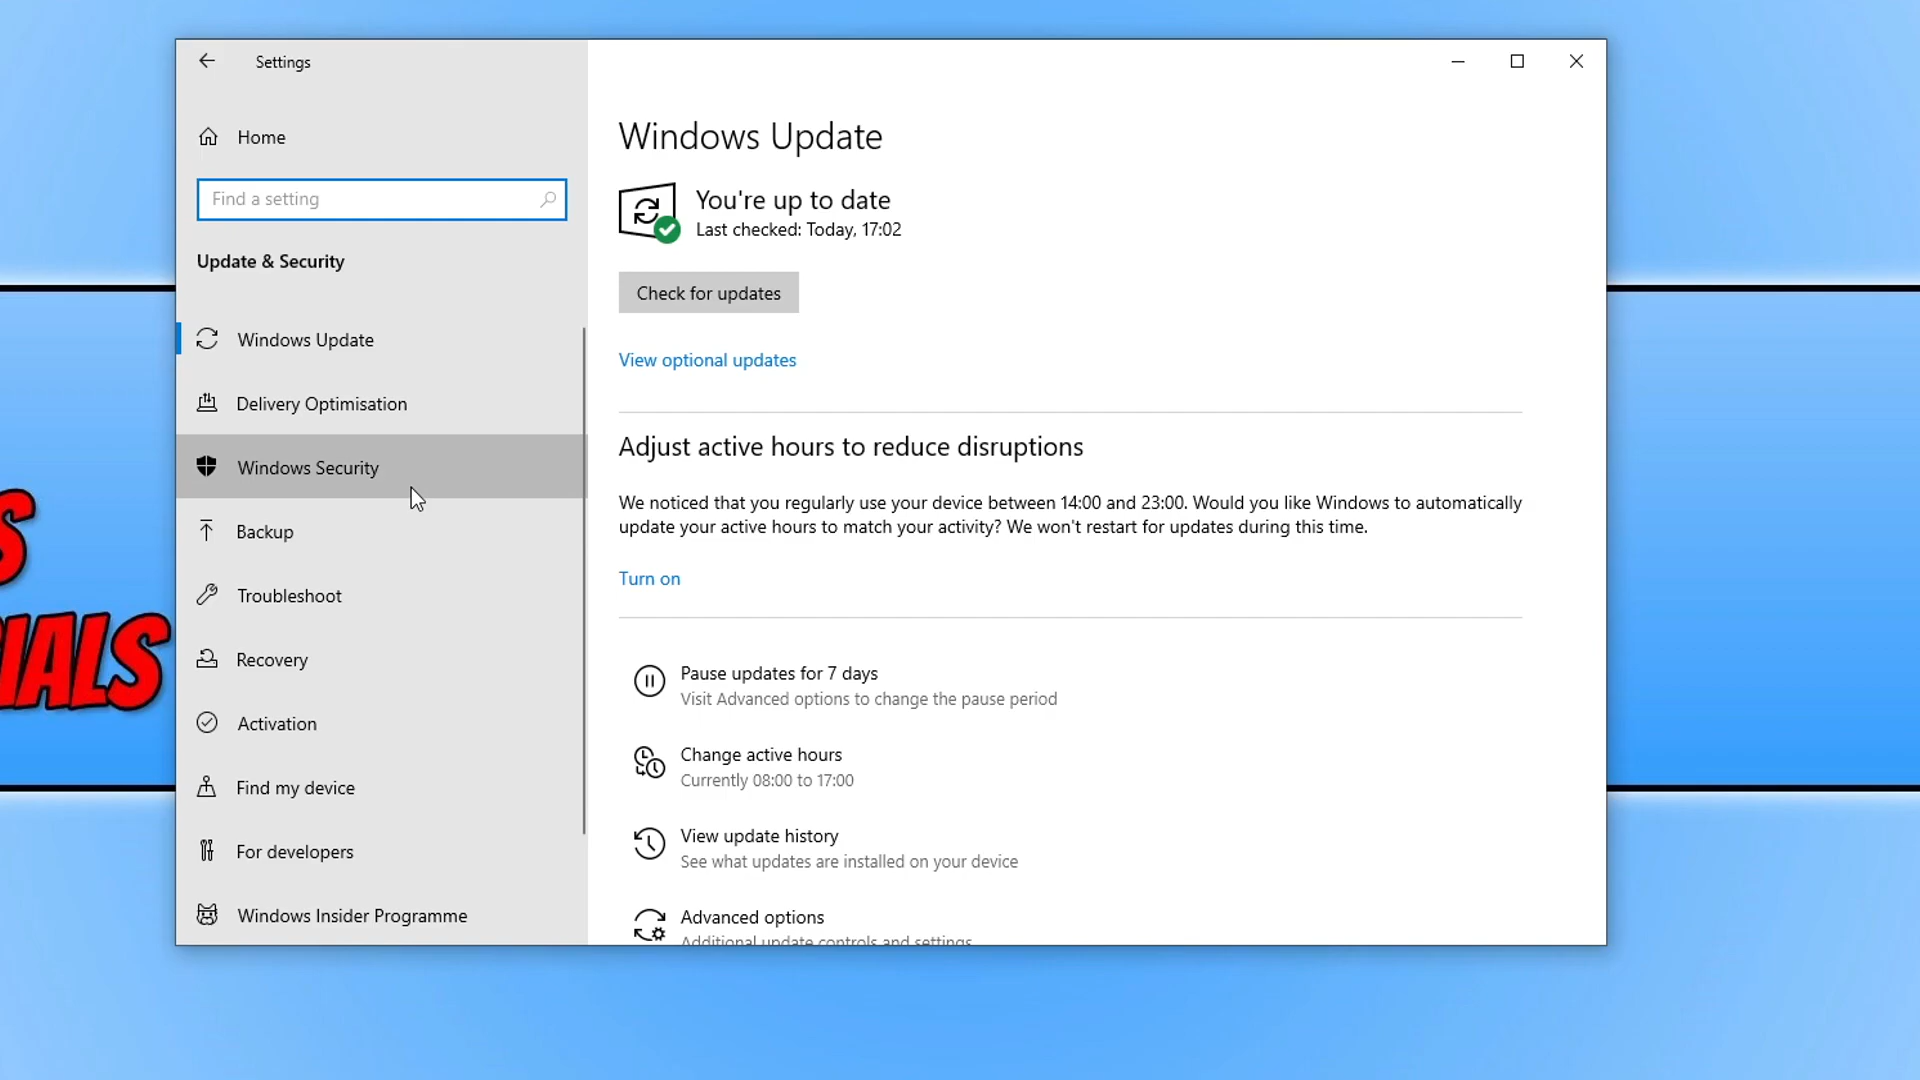 Settings
Home
Find a setting
Update & Security
Windows Update
Delivery Optimisation
Windows Security
Backup
Troubleshoot
Recovery
Activation
Find my device
For developers
Windows Insider Programme
Windows Update
You're up to date
Last checked: Today, 17:02
Check for updates
View optional updates
Adjust active hours to reduce disruptions
We noticed that you regularly use your device between 14:00 and 23:00. Would you like Windows to automatically
update your active hours to match your activity? We won't restart for updates during this time.
Turn on
Pause updates for 7 days
Visit Advanced options to change the pause period
Change active hours
Currently 08:00 to 17:00
View update history
See what updates are installed on your device
Advanced options
Additional update controls and settings
S
IALS